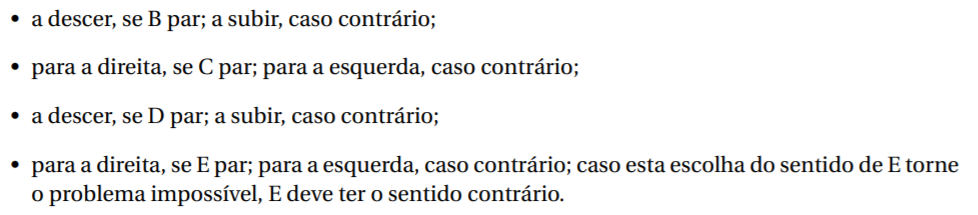 • a descer, se B par; a subir, caso contrário;
• para a direita, se C par; para a esquerda, caso contrário;
• a descer, se D par; a subir, caso contrário;
• para a direita, se E par; para a esquerda, caso contrário; caso esta escolha do sentido de E torne
o problema impossível, E deve ter o sentido contrário.